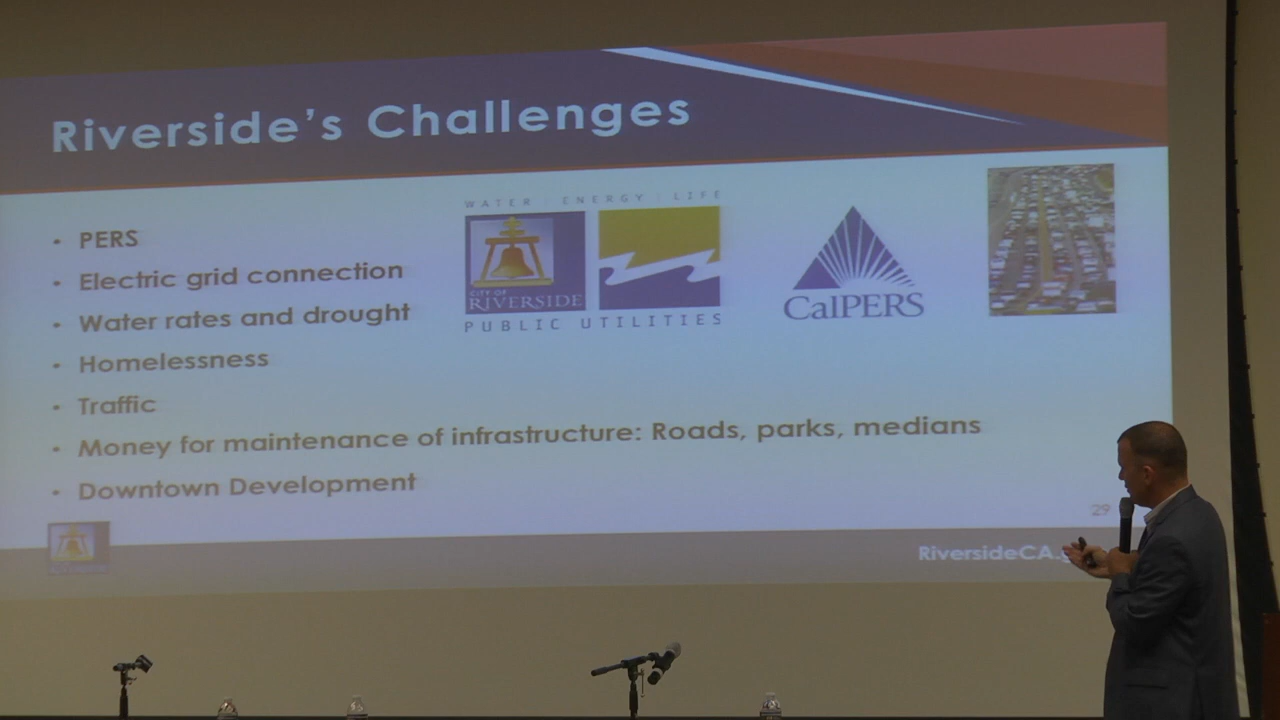 Riverside's Challenges
WATER | ENERGY | LIFE
CITY OF
RIVERSIDE
PUBLIC UTILITIES
CalPERS
• PERS
• Electric grid connection
• Water rates and drought
• Homelessness
• Traffic
• Money for maintenance of infrastructure: Roads, parks, medians
• Downtown Development
29
RiversideCA.g